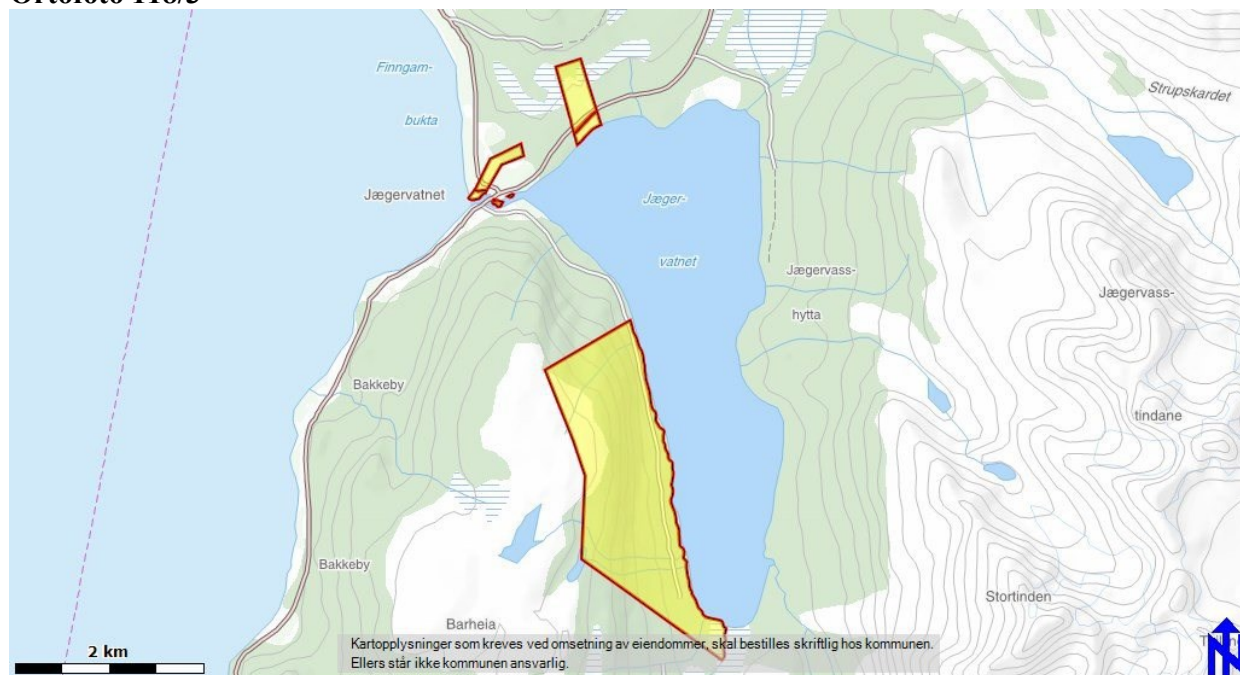 Finngam-
bukta
Strupskardet
Jægervatnet
Jæger-
vatnet
Jægervass-
hytta
Jægervass-
tindane
Bakkeby
Bakkeby
Stortinden
Barheia
2 km
Kartopplysninger som kreves ved omsetning av eiendommer, skal bestilles skriftlig hos kommunen.
Ellers står ikke kommunen ansvarlig.
N